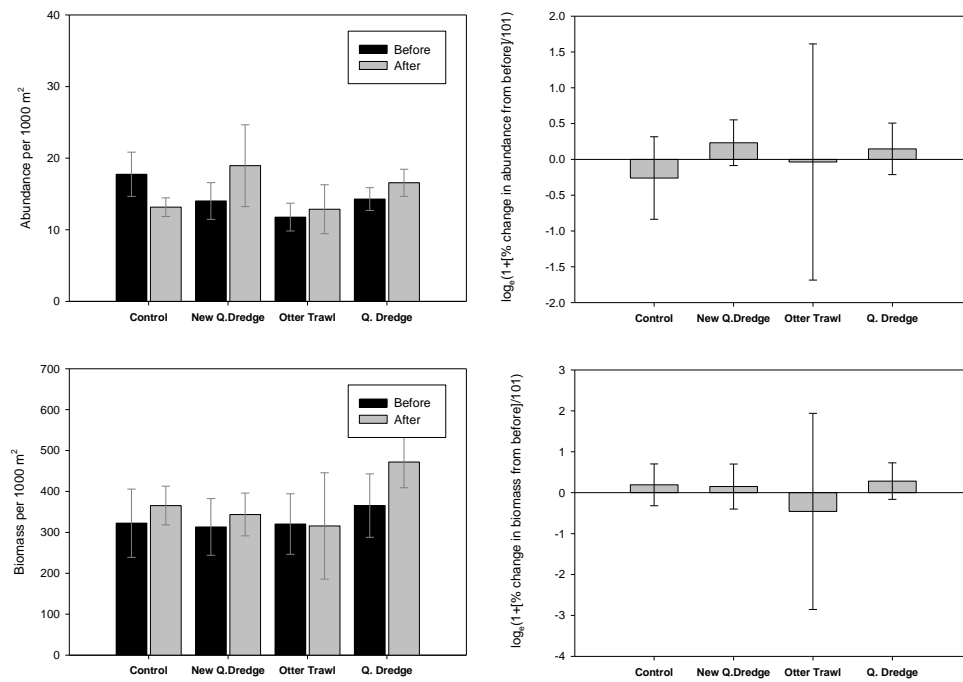 Abundance per 1000 m²
40
30
20
10
0
Before
After
Control New Q.Dredge Otter Trawl Q. Dredge
logₑ(1+[% change in abundance from before]/101)
2.0
1.5
1.0
0.5
0.0
-0.5
-1.0
-1.5
-2.0
Control New Q.Dredge Otter Trawl Q. Dredge
Biomass per 1000 m²
700
600
500
400
300
200
100
0
Before
After
Control New Q.Dredge Otter Trawl Q. Dredge
logₑ(1+[% change in biomass from before]/101)
3
2
1
0
-1
-2
-3
-4
Control New Q.Dredge Otter Trawl Q. Dredge